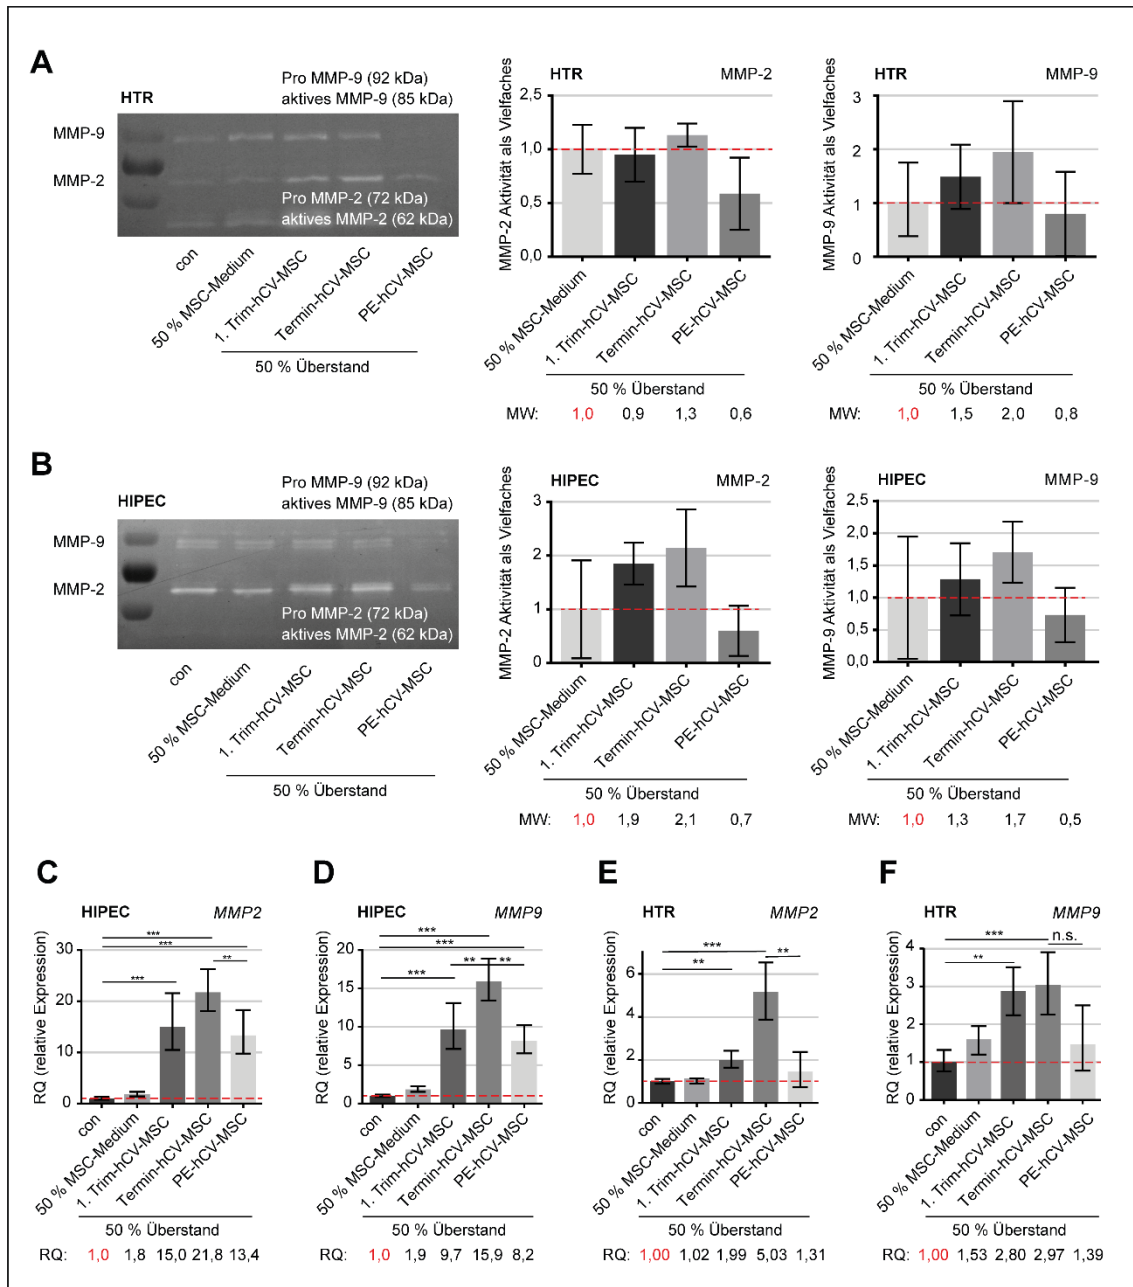 A
HTR
Pro MMP-9 (92 kDa)
aktives MMP-9 (85 kDa)
MMP-9
MMP-2
Pro MMP-2 (72 kDa)
aktives MMP-2 (62 kDa)
con
50 % MSC-Medium
1. Trim-hCV-MSC
Termin-hCV-MSC
PE-hCV-MSC
50 % Überstand
HTR MMP-2
MMP-2 Aktivität als Vielfaches
2,5
1,0
0,5
0,0
50 % MSC-Medium
1. Trim-hCV-MSC
Termin-hCV-MSC
PE-hCV-MSC
50 % Überstand
MW: 1,0 0,9 1,3 0,6
HTR MMP-9
MMP-9 Aktivität als Vielfaches
3
2
1
0
50 % MSC-Medium
1. Trim-hCV-MSC
Termin-hCV-MSC
PE-hCV-MSC
50 % Überstand
MW: 1,0 1,5 2,0 0,8
B
HIPEC
Pro MMP-9 (92 kDa)
aktives MMP-9 (85 kDa)
MMP-9
MMP-2
Pro MMP-2 (72 kDa)
aktives MMP-2 (62 kDa)
con
50 % MSC-Medium
1. Trim-hCV-MSC
Termin-hCV-MSC
PE-hCV-MSC
50 % Überstand
HIPEC MMP-2
MMP-2 Aktivität als Vielfaches
3
2
1
0
50 % MSC-Medium
1. Trim-hCV-MSC
Termin-hCV-MSC
PE-hCV-MSC
50 % Überstand
MW: 1,0 1,9 2,1 0,7
HIPEC MMP-9
MMP-9 Aktivität als Vielfaches
2,5
2,0
1,5
1,0
0,5
0,0
50 % MSC-Medium
1. Trim-hCV-MSC
Termin-hCV-MSC
PE-hCV-MSC
50 % Überstand
MW: 1,0 1,3 1,7 0,5
C
HIPEC MMP2
RQ (relative Expression)
30
20
10
0
***
***
***
**
con
50 % MSC-Medium
1. Trim-hCV-MSC
Termin-hCV-MSC
PE-hCV-MSC
50 % Überstand
RQ: 1,0 1,8 15,0 21,8 13,4
D
HIPEC MMP9
RQ (relative Expression)
20
15
10
5
0
***
***
*** ** **
con
50 % MSC-Medium
1. Trim-hCV-MSC
Termin-hCV-MSC
PE-hCV-MSC
50 % Überstand
RQ: 1,0 1,9 9,7 15,9 8,2
E
HTR MMP2
RQ (relative Expression)
6
4
2
0
*** **
**
con
50 % MSC-Medium
1. Trim-hCV-MSC
Termin-hCV-MSC
PE-hCV-MSC
50 % Überstand
RQ: 1,00 1,02 1,99 5,03 1,31
F
HTR MMP9
RQ (relative Expression)
4
3
2
1
0
*** n.s.
**
con
50 % MSC-Medium
1. Trim-hCV-MSC
Termin-hCV-MSC
PE-hCV-MSC
50 % Überstand
RQ: 1,00 1,53 2,80 2,97 1,39